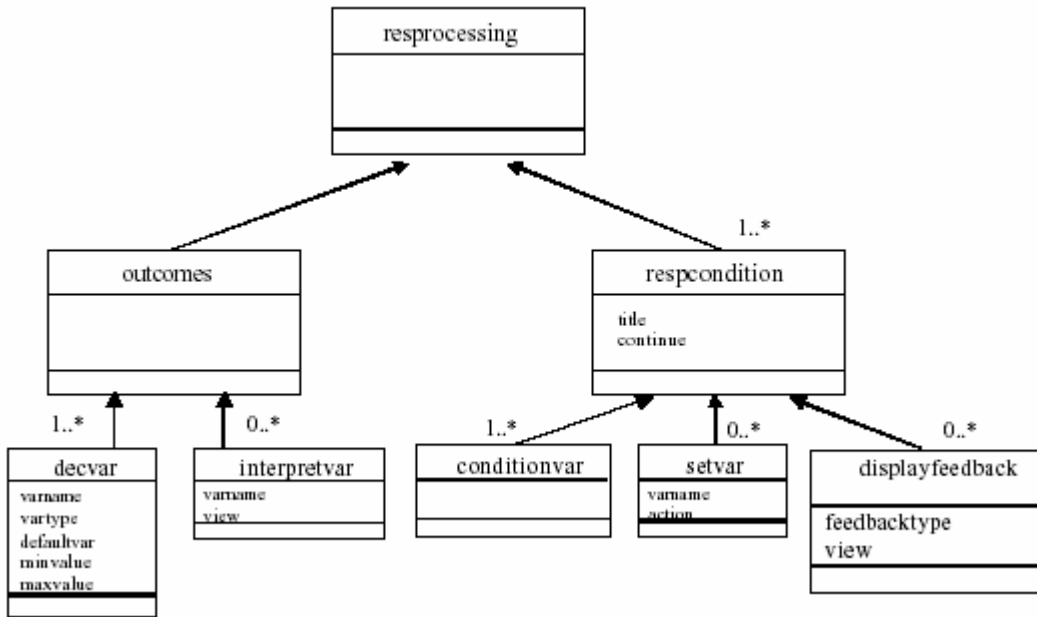 resprocessing
1..*
outcomes
respcondition
title
continue
1..*
0..*
1..*
0..*
0..*
decvar
interpretvar
conditionvar
setvar
displayfeedback
varname
vartype
defaultvar
minvalue
maxvalue
varname
view
varname
action
feedbacktype
view